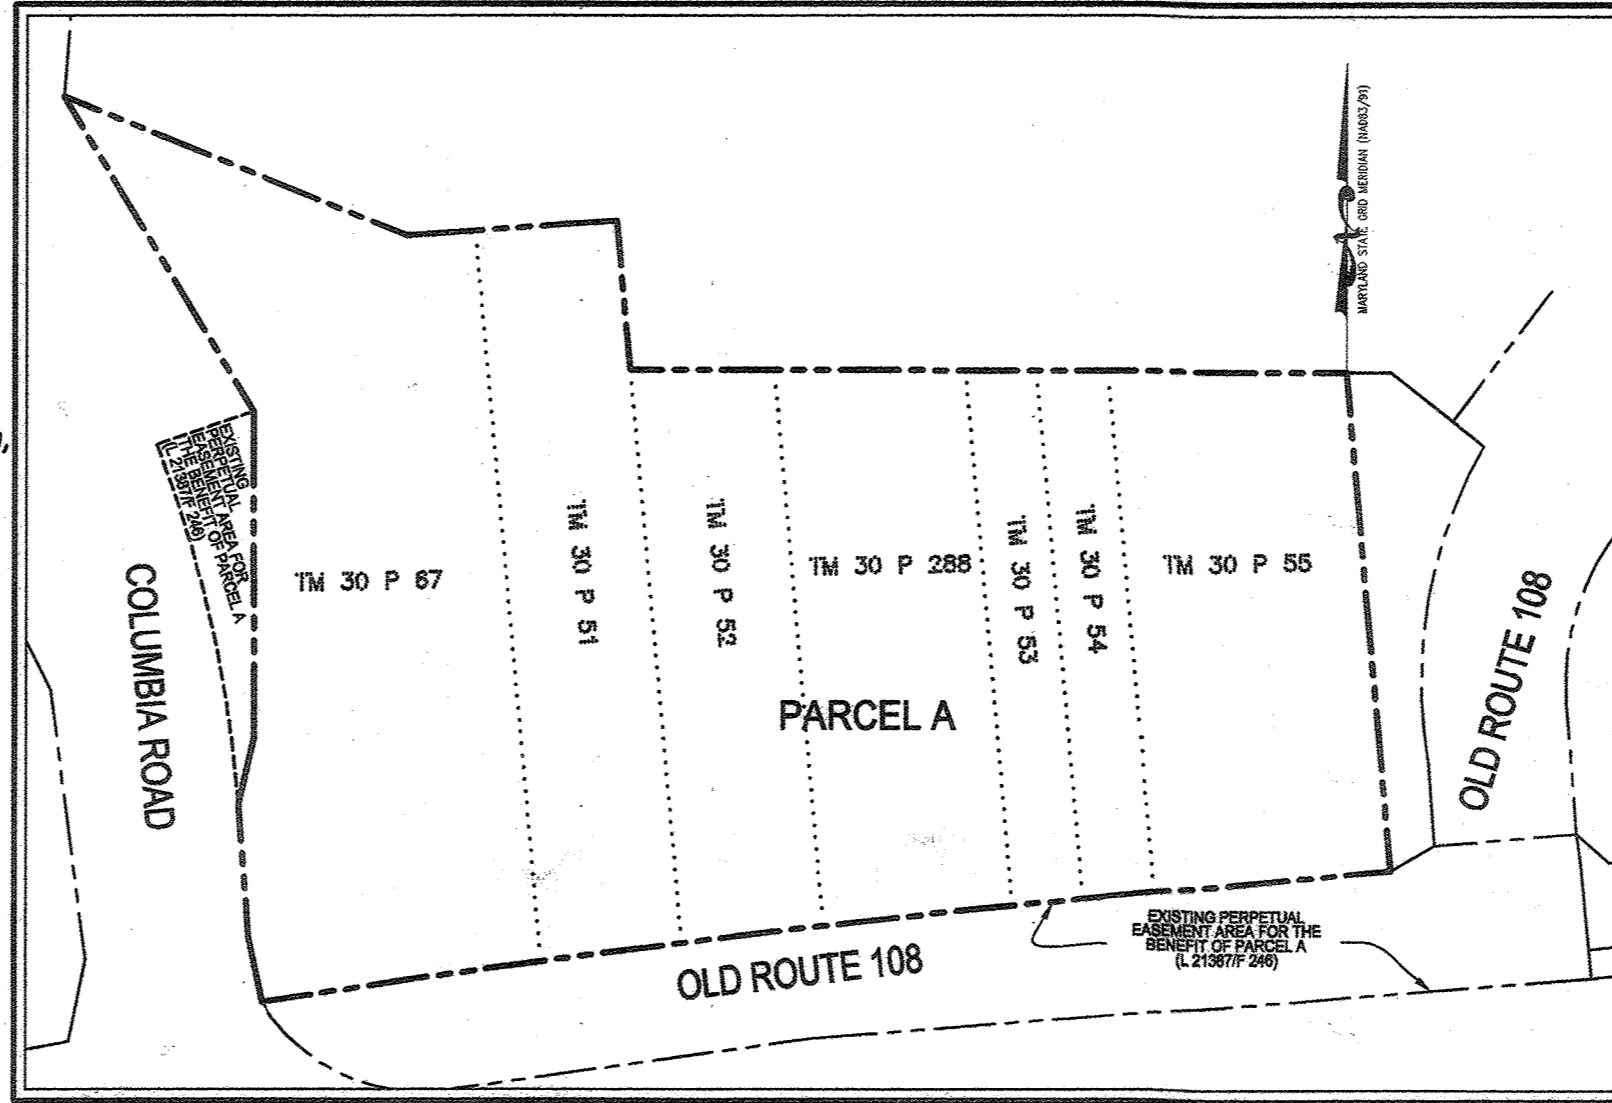 MARYLAND STATE GRID MERIDIAN (NAD83/91)
EXISTING
PERPETUAL
EASEMENT AREA FOR
THE BENEFIT OF PARCEL A
(L. 21387/F 246)
COLUMBIA ROAD
TM 30 P 67
TM 30 P 51
TM 30 P 52
TM 30 P 288
TM 30 P 53
TM 30 P 54
TM 30 P 55
PARCEL A
OLD ROUTE 108
OLD ROUTE 108
EXISTING PERPETUAL
EASEMENT AREA FOR THE
BENEFIT OF PARCEL A
(L. 21387/F 246)